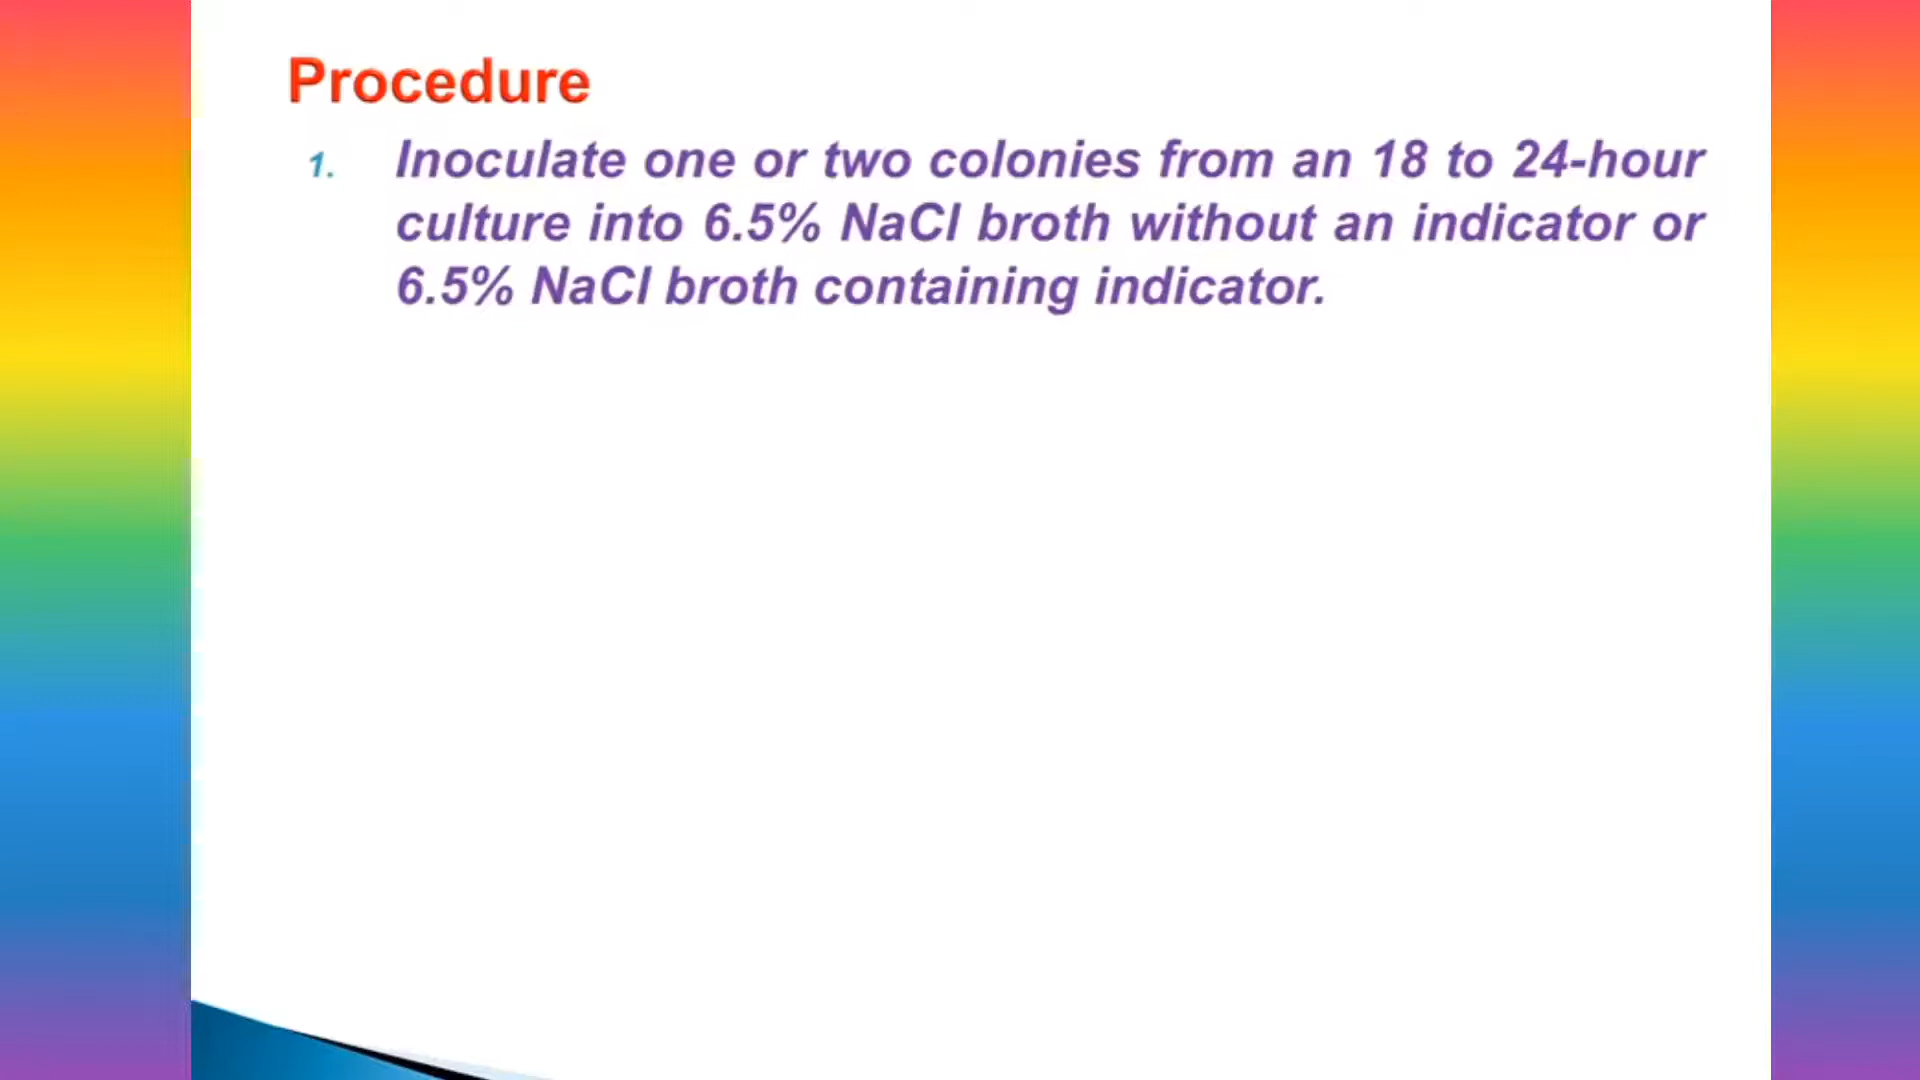 Procedure
1. Inoculate one or two colonies from an 18 to 24-hour
culture into 6.5% NaCl broth without an indicator or
6.5% NaCl broth containing indicator.